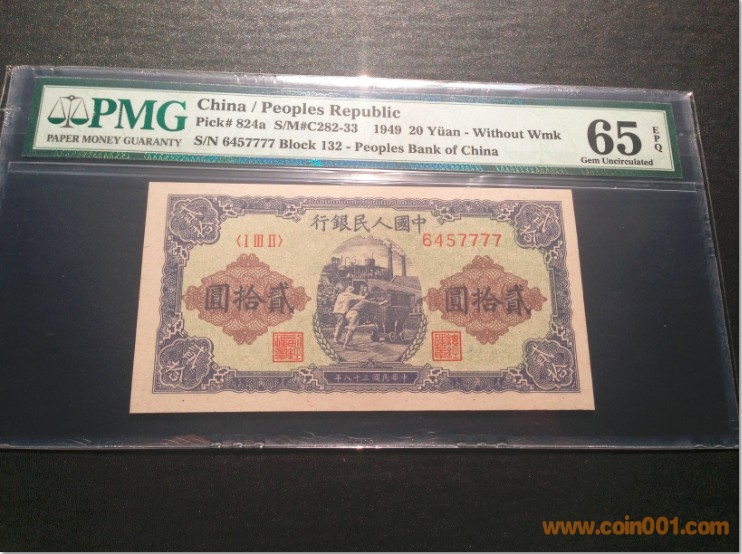 PMG
PAPER MONEY GUARANTY
China / Peoples Republic
Pick# 824a S/M#C282-33 1949 20 Yüan - Without Wmk
S/N 6457777 Block 132 - Peoples Bank of China
65 EPQ
Gem Uncirculated
行銀民人國中
〈I III II〉 6457777
圓拾貳
圓拾貳
年八十三國民華中
www.coin001.com